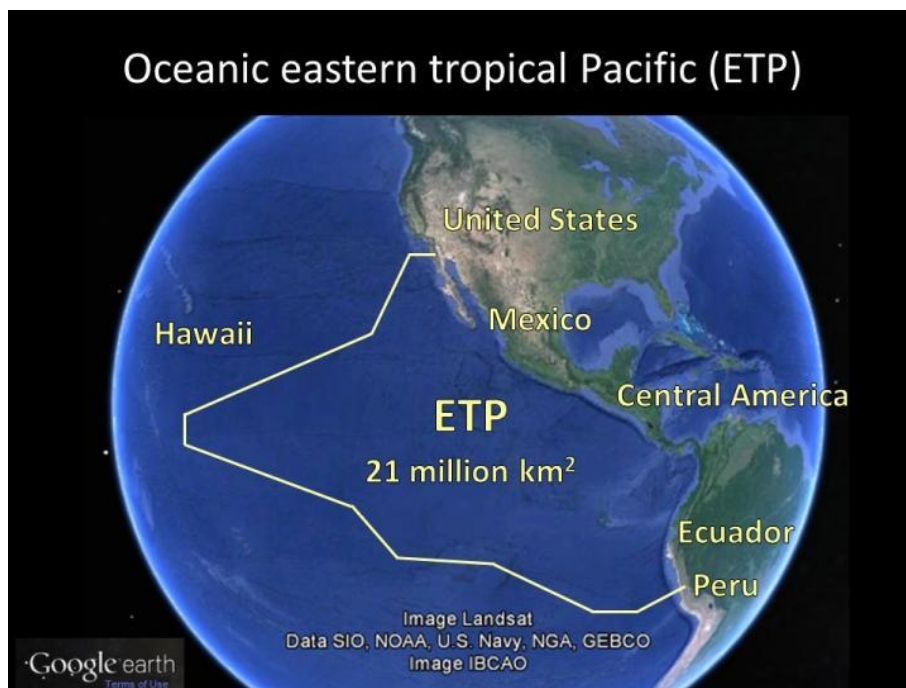 Oceanic eastern tropical Pacific (ETP)
United States
Hawaii
Mexico
Central America
ETP
21 million km²
Ecuador
Peru
Image Landsat
Data SIO, NOAA, U.S. Navy, NGA, GEBCO
Image IBCAO
Google earth
Terms of Use